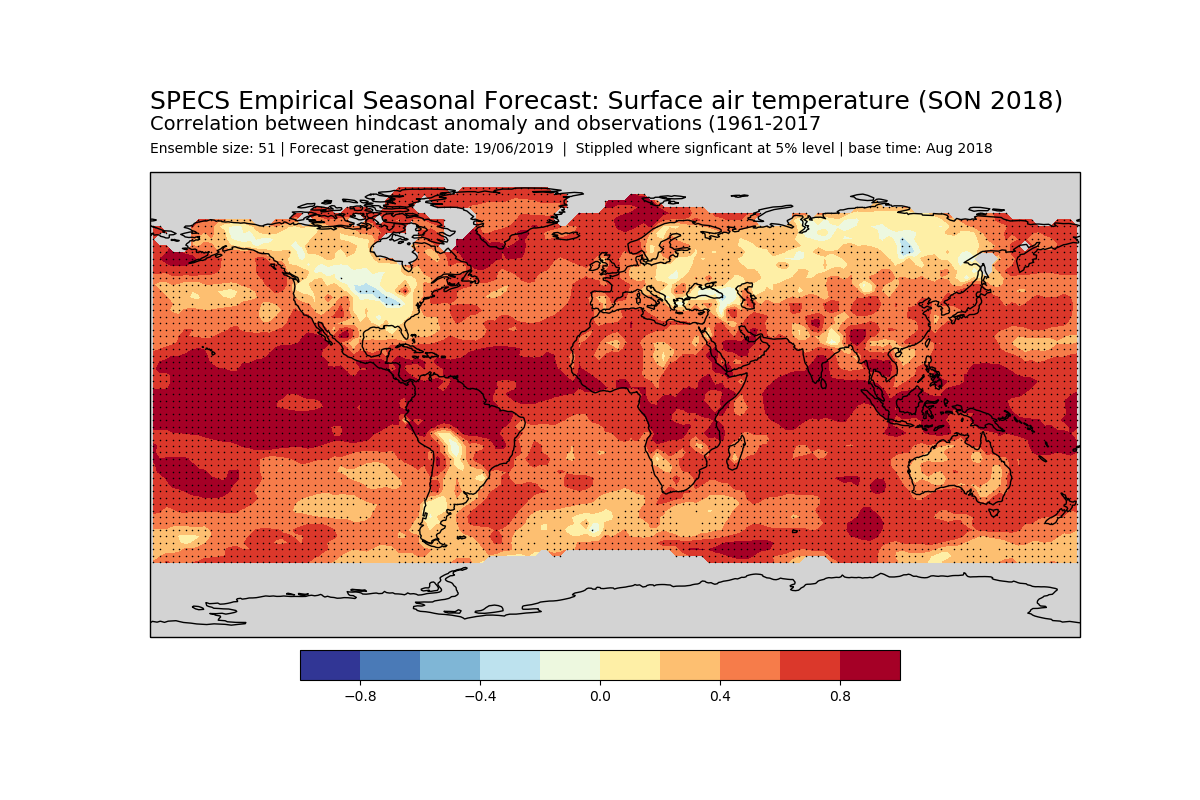 SPECS Empirical Seasonal Forecast: Surface air temperature (SON 2018)
Correlation between hindcast anomaly and observations (1961-2017
Ensemble size: 51 | Forecast generation date: 19/06/2019  |  Stippled where signficant at 5% level | base time: Aug 2018
−0.8 −0.4 0.0 0.4 0.8